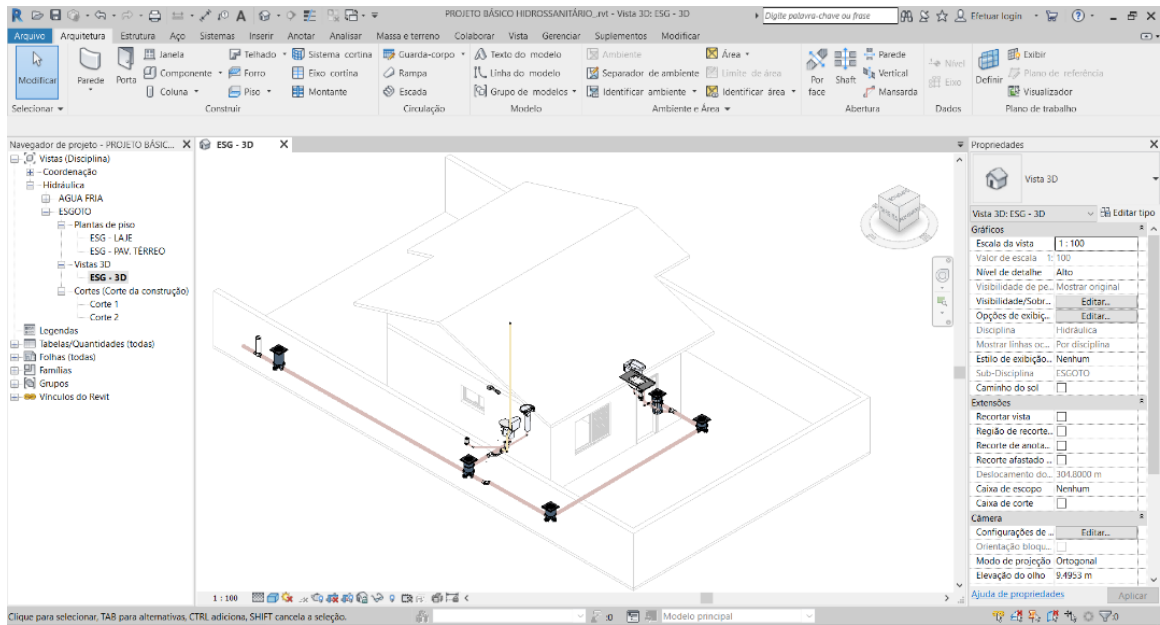 PROJETO BÁSICO HIDROSSANITÁRIO_.rvt - Vista 3D: ESG - 3D
Digite palavra-chave ou frase
Efetuar login
Arquivo Arquitetura Estrutura Aço Sistemas Inserir Anotar Analisar Massa e terreno Colaborar Vista Gerenciar Suplementos Modificar
Modificar
Parede
Porta
Janela
Componente
Coluna
Telhado
Forro
Piso
Sistema cortina
Eixo cortina
Montante
Guarda-corpo
Rampa
Escada
Texto do modelo
Linha do modelo
Grupo de modelos
Ambiente
Separador de ambiente
Identificar ambiente
Área
Limite de área
Identificar área
Por face
Shaft
Parede
Vertical
Mansarda
Nível
Eixo
Definir
Exibir
Plano de referência
Visualizador
Selecionar
Construir
Circulação
Modelo
Ambiente e Área
Abertura
Dados
Plano de trabalho
Navegador de projeto - PROJETO BÁSIC...
Vistas (Disciplina)
Coordenação
Hidráulica
AGUA FRIA
ESGOTO
Plantas de piso
ESG - LAJE
ESG - PAV. TÉRREO
Vistas 3D
ESG - 3D
Cortes (Corte da construção)
Corte 1
Corte 2
Legendas
Tabelas/Quantidades (todas)
Folhas (todas)
Famílias
Grupos
Vínculos do Revit
ESG - 3D
1 : 100
Propriedades
Vista 3D
Vista 3D: ESG - 3D
Editar tipo
Gráficos
Escala da vista 1 : 100
Valor de escala 1: 100
Nível de detalhe Alto
Visibilidade de pe... Mostrar original
Visibilidade/Sobr... Editar...
Opções de exibiç... Editar...
Disciplina Hidráulica
Mostrar linhas oc... Por disciplina
Estilo de exibição... Nenhum
Sub-Disciplina ESGOTO
Caminho do sol
Extensões
Recortar vista
Região de recorte...
Recorte de anota...
Recorte afastado ...
Deslocamento do... 304.8000 m
Caixa de escopo Nenhum
Caixa de corte
Câmera
Configurações de ... Editar...
Orientação bloqu...
Modo de projeção Ortogonal
Elevação do olho 9.4953 m
Ajuda de propriedades
Aplicar
Clique para selecionar, TAB para alternativas, CTRL adiciona, SHIFT cancela a seleção.
:0
Modelo principal
:0